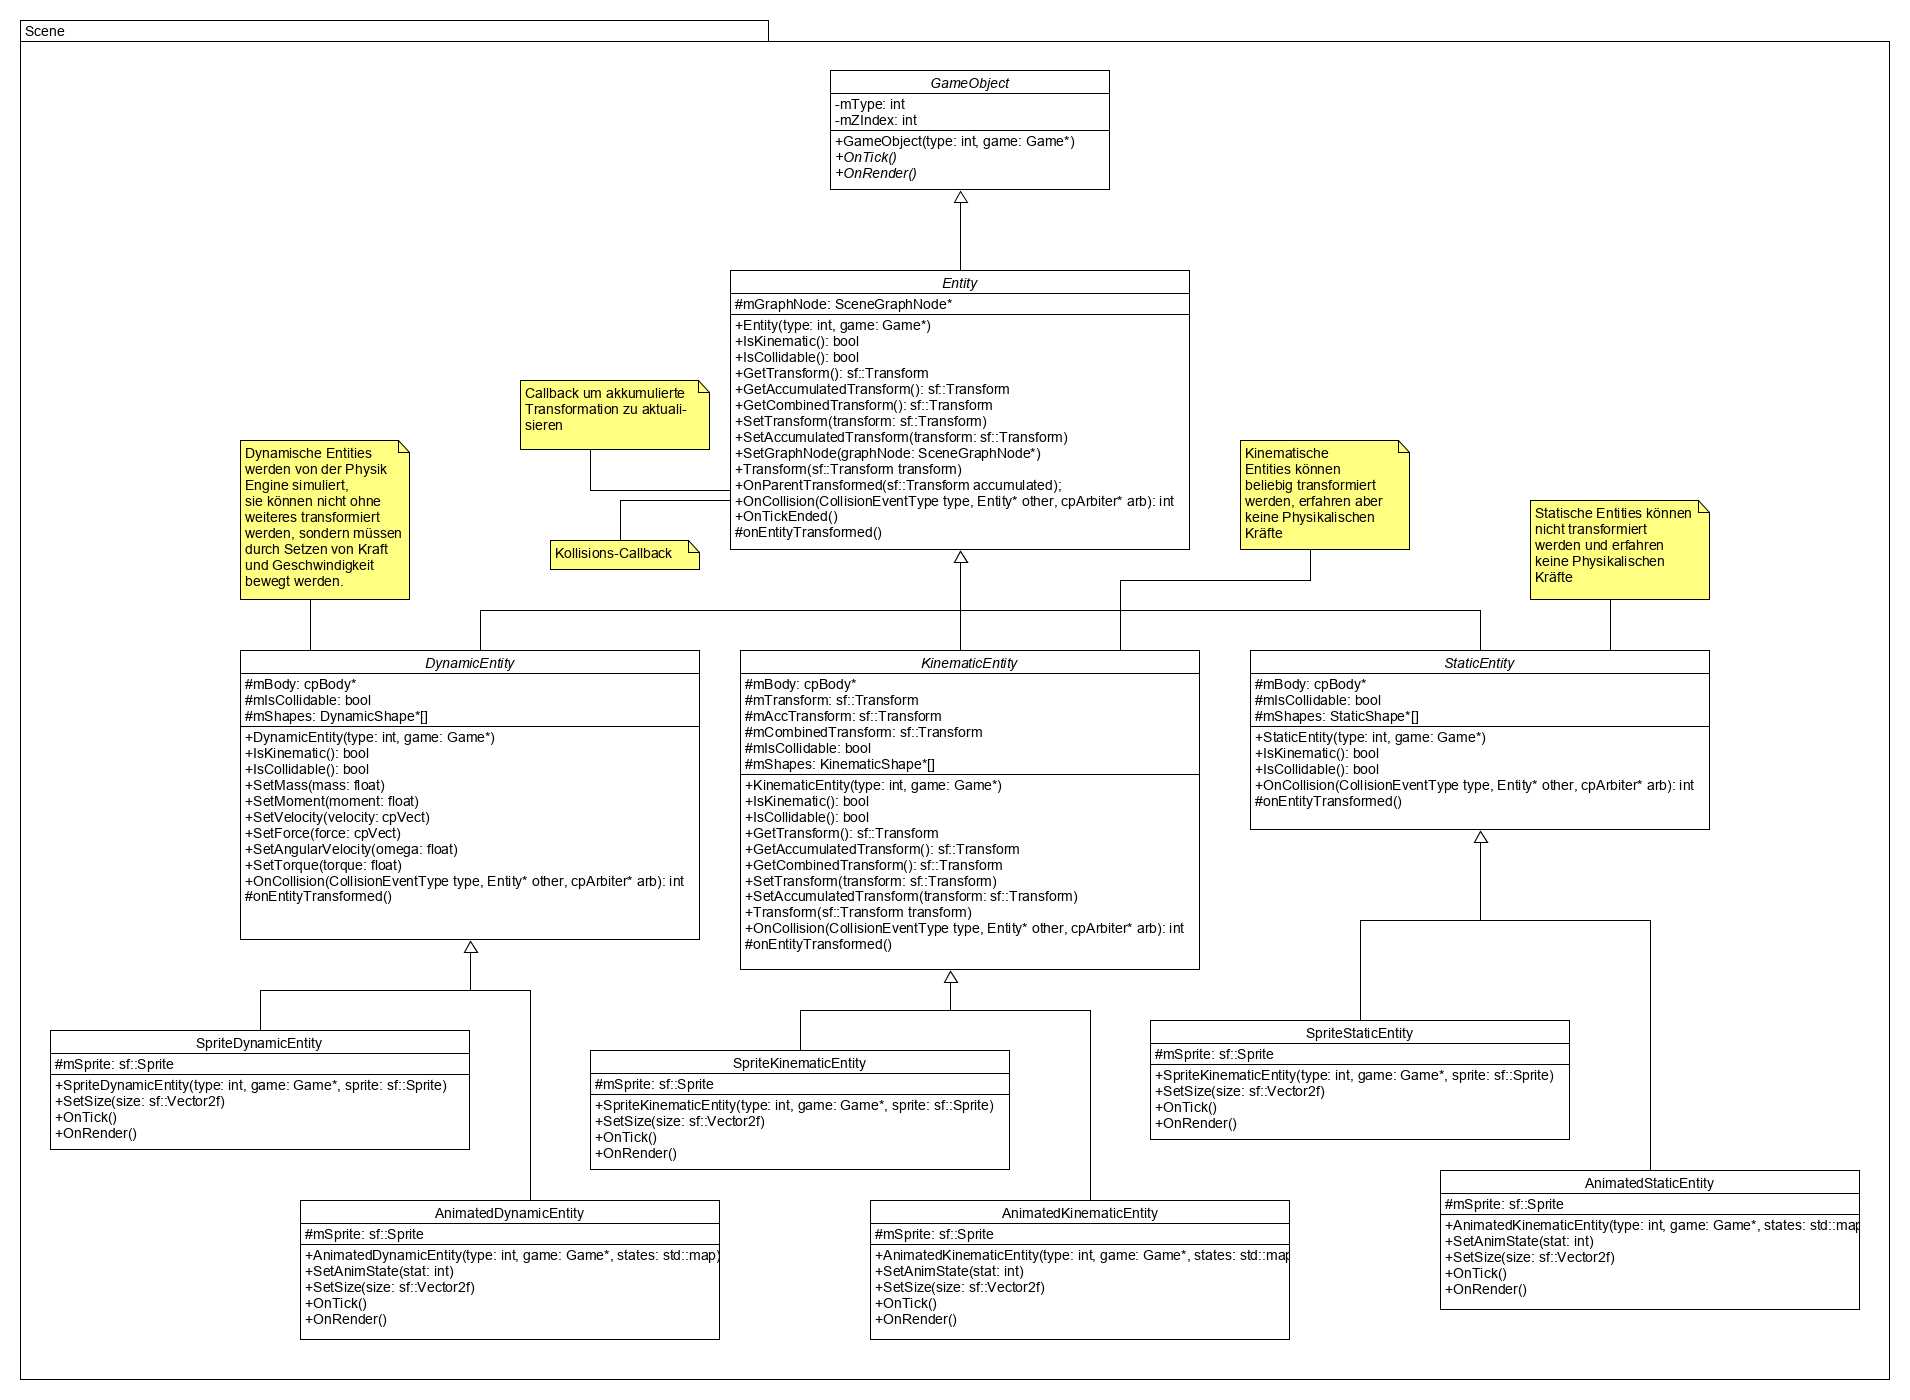 Scene
GameObject
-mType: int
-mZIndex: int
+GameObject(type: int, game: Game*)
+OnTick()
+OnRender()
Entity
#mGraphNode: SceneGraphNode*
+Entity(type: int, game: Game*)
+IsKinematic(): bool
+IsCollidable(): bool
+GetTransform(): sf::Transform
+GetAccumulatedTransform(): sf::Transform
+GetCombinedTransform(): sf::Transform
+SetTransform(transform: sf::Transform)
+SetAccumulatedTransform(transform: sf::Transform)
+SetGraphNode(graphNode: SceneGraphNode*)
+Transform(sf::Transform transform)
+OnParentTransformed(sf::Transform accumulated);
+OnCollision(CollisionEventType type, Entity* other, cpArbiter* arb): int
+OnTickEnded()
#onEntityTransformed()
Callback um akkumulierte
Transformation zu aktuali-
sieren
Kollisions-Callback
Dynamische Entities
werden von der Physik
Engine simuliert,
sie können nicht ohne
weiteres transformiert
werden, sondern müssen
durch Setzen von Kraft
und Geschwindigkeit
bewegt werden.
Kinematische
Entities können
beliebig transformiert
werden, erfahren aber
keine Physikalischen
Kräfte
Statische Entities können
nicht transformiert
werden und erfahren
keine Physikalischen
Kräfte
DynamicEntity
#mBody: cpBody*
#mIsCollidable: bool
#mShapes: DynamicShape*[]
+DynamicEntity(type: int, game: Game*)
+IsKinematic(): bool
+IsCollidable(): bool
+SetMass(mass: float)
+SetMoment(moment: float)
+SetVelocity(velocity: cpVect)
+SetForce(force: cpVect)
+SetAngularVelocity(omega: float)
+SetTorque(torque: float)
+OnCollision(CollisionEventType type, Entity* other, cpArbiter* arb): int
#onEntityTransformed()
KinematicEntity
#mBody: cpBody*
#mTransform: sf::Transform
#mAccTransform: sf::Transform
#mCombinedTransform: sf::Transform
#mIsCollidable: bool
#mShapes: KinematicShape*[]
+KinematicEntity(type: int, game: Game*)
+IsKinematic(): bool
+IsCollidable(): bool
+GetTransform(): sf::Transform
+GetAccumulatedTransform(): sf::Transform
+GetCombinedTransform(): sf::Transform
+SetTransform(transform: sf::Transform)
+SetAccumulatedTransform(transform: sf::Transform)
+Transform(sf::Transform transform)
+OnCollision(CollisionEventType type, Entity* other, cpArbiter* arb): int
#onEntityTransformed()
StaticEntity
#mBody: cpBody*
#mIsCollidable: bool
#mShapes: StaticShape*[]
+StaticEntity(type: int, game: Game*)
+IsKinematic(): bool
+IsCollidable(): bool
+OnCollision(CollisionEventType type, Entity* other, cpArbiter* arb): int
#onEntityTransformed()
SpriteDynamicEntity
#mSprite: sf::Sprite
+SpriteDynamicEntity(type: int, game: Game*, sprite: sf::Sprite)
+SetSize(size: sf::Vector2f)
+OnTick()
+OnRender()
SpriteKinematicEntity
#mSprite: sf::Sprite
+SpriteKinematicEntity(type: int, game: Game*, sprite: sf::Sprite)
+SetSize(size: sf::Vector2f)
+OnTick()
+OnRender()
SpriteStaticEntity
#mSprite: sf::Sprite
+SpriteKinematicEntity(type: int, game: Game*, sprite: sf::Sprite)
+SetSize(size: sf::Vector2f)
+OnTick()
+OnRender()
AnimatedDynamicEntity
#mSprite: sf::Sprite
+AnimatedDynamicEntity(type: int, game: Game*, states: std::map)
+SetAnimState(stat: int)
+SetSize(size: sf::Vector2f)
+OnTick()
+OnRender()
AnimatedKinematicEntity
#mSprite: sf::Sprite
+AnimatedKinematicEntity(type: int, game: Game*, states: std::map
+SetAnimState(stat: int)
+SetSize(size: sf::Vector2f)
+OnTick()
+OnRender()
AnimatedStaticEntity
#mSprite: sf::Sprite
+AnimatedKinematicEntity(type: int, game: Game*, states: std::map
+SetAnimState(stat: int)
+SetSize(size: sf::Vector2f)
+OnTick()
+OnRender()